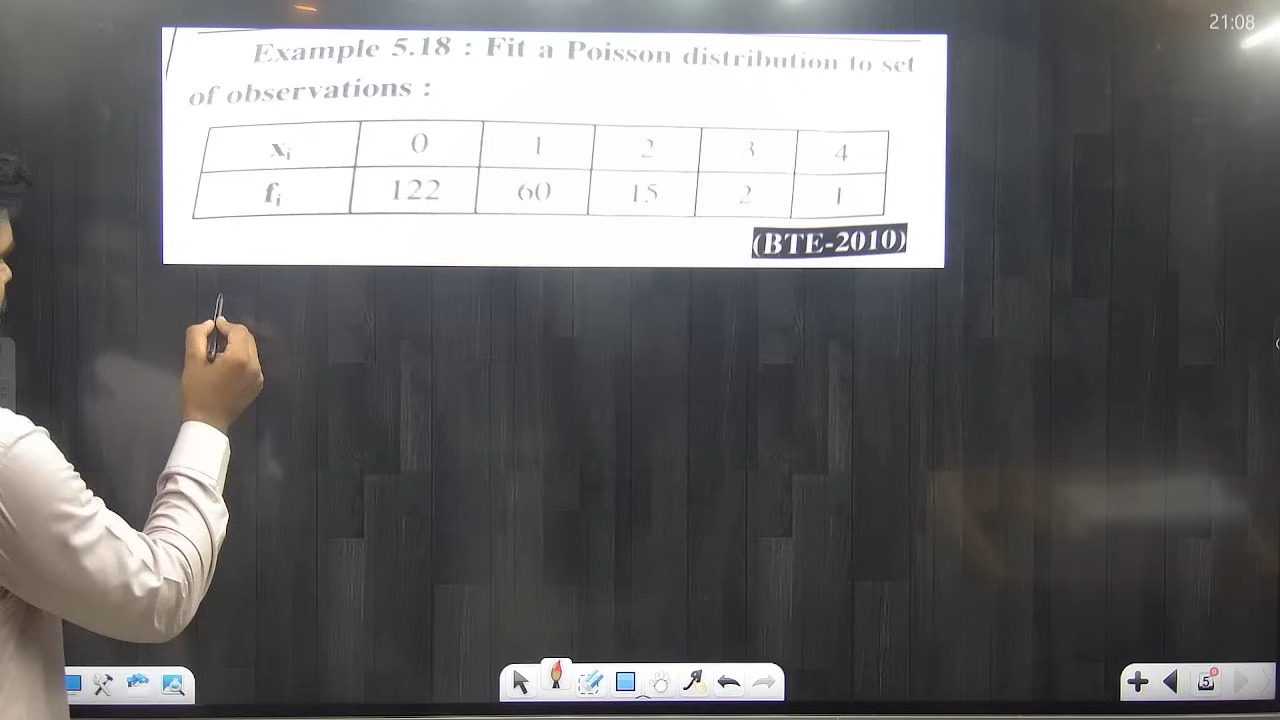 21:08
Example 5.18 : Fit a Poisson distribution to set
of observations :
xi 0 1 2 3 4
fi 122 60 15 2 1
(BTE-2010)
5